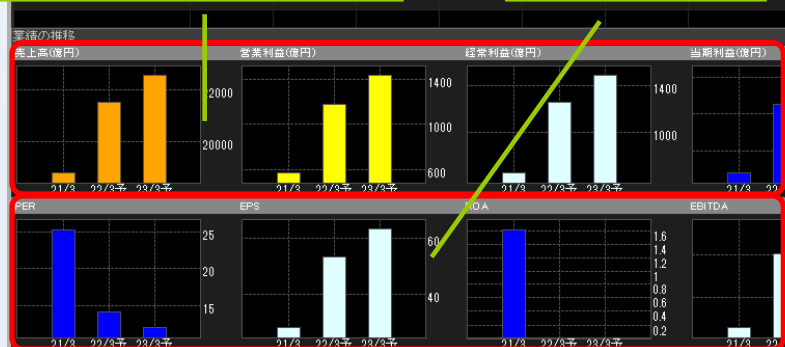 業績の推移
売上高(億円) 営業利益(億円) 経常利益(億円) 当期利益(億円)
2000 1400 1400
20000 1000 1000
600
21/3 22/3予 23/3予 21/3 22/3予 23/3予 21/3 22/3予 23/3予 21/3 22
PER EPS ROA EBITDA
25 60 1.6
1.4
20 1.2
1
40 0.8
15 0.6
0.4
0.2
21/3 22/3予 23/3予 21/3 22/3予 23/3予 21/3 22/3予 23/3予 21/3 22